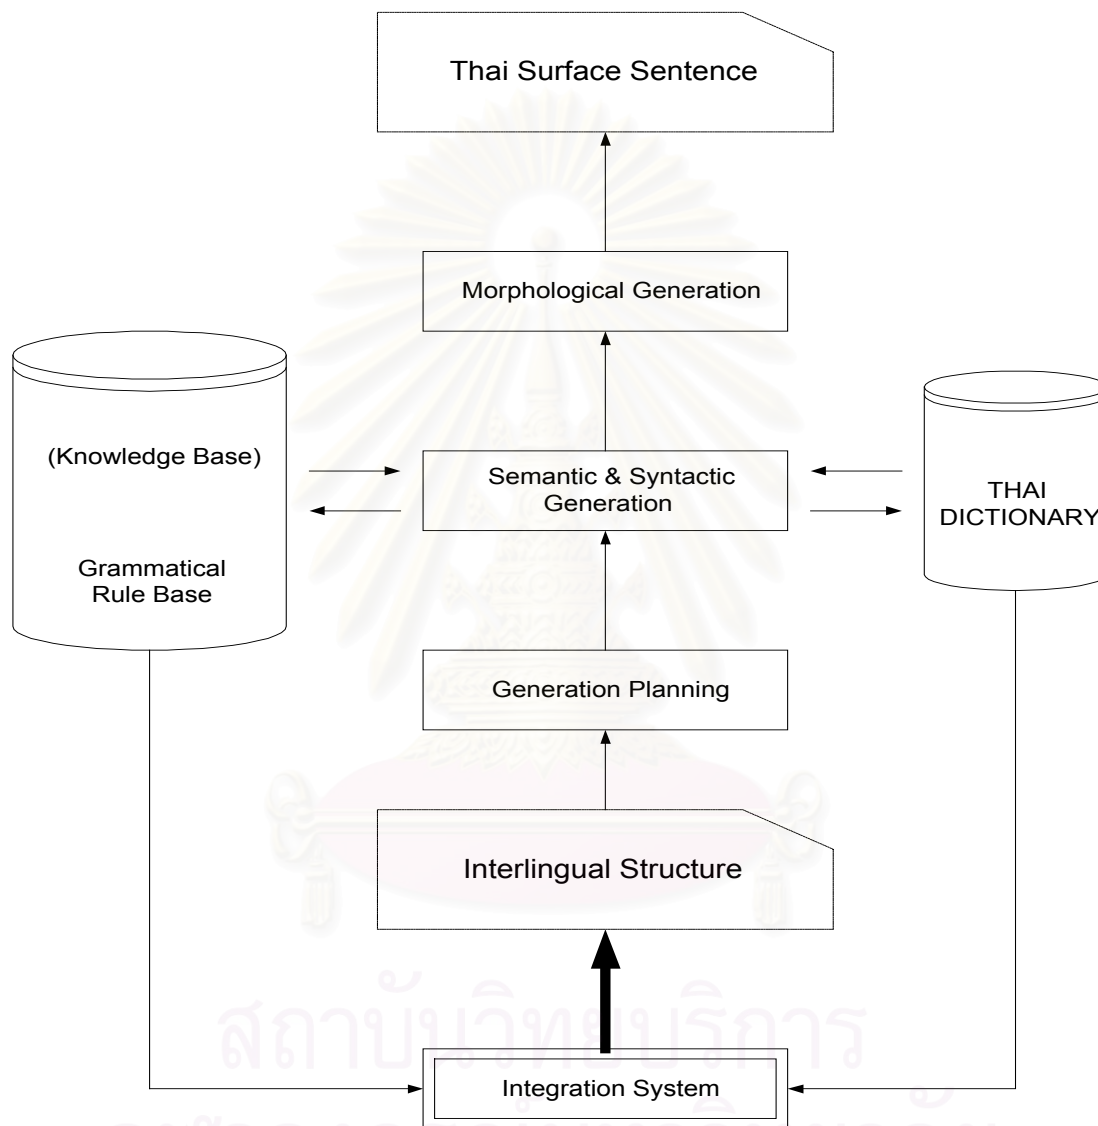 Thai Surface Sentence
Morphological Generation
(Knowledge Base)
Semantic & Syntactic
Generation
THAI
DICTIONARY
Grammatical
Rule Base
Generation Planning
Interlingual Structure
สถาบันวิทยบริการ
Integration System